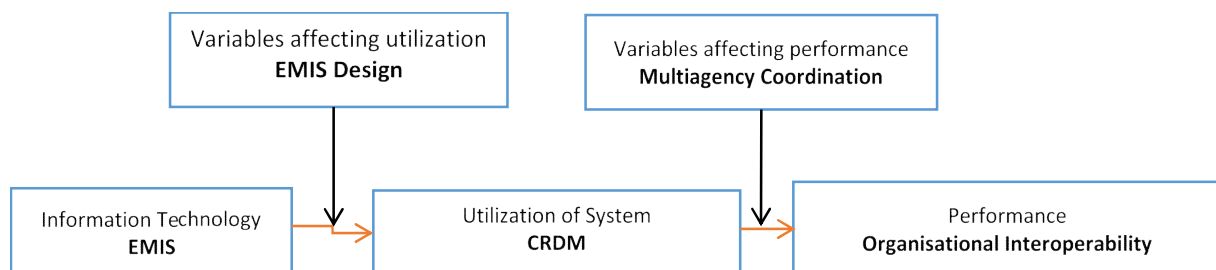 Variables affecting utilization
EMIS Design
Variables affecting performance
Multiagency Coordination
Information Technology
EMIS
Utilization of System
CRDM
Performance
Organisational Interoperability